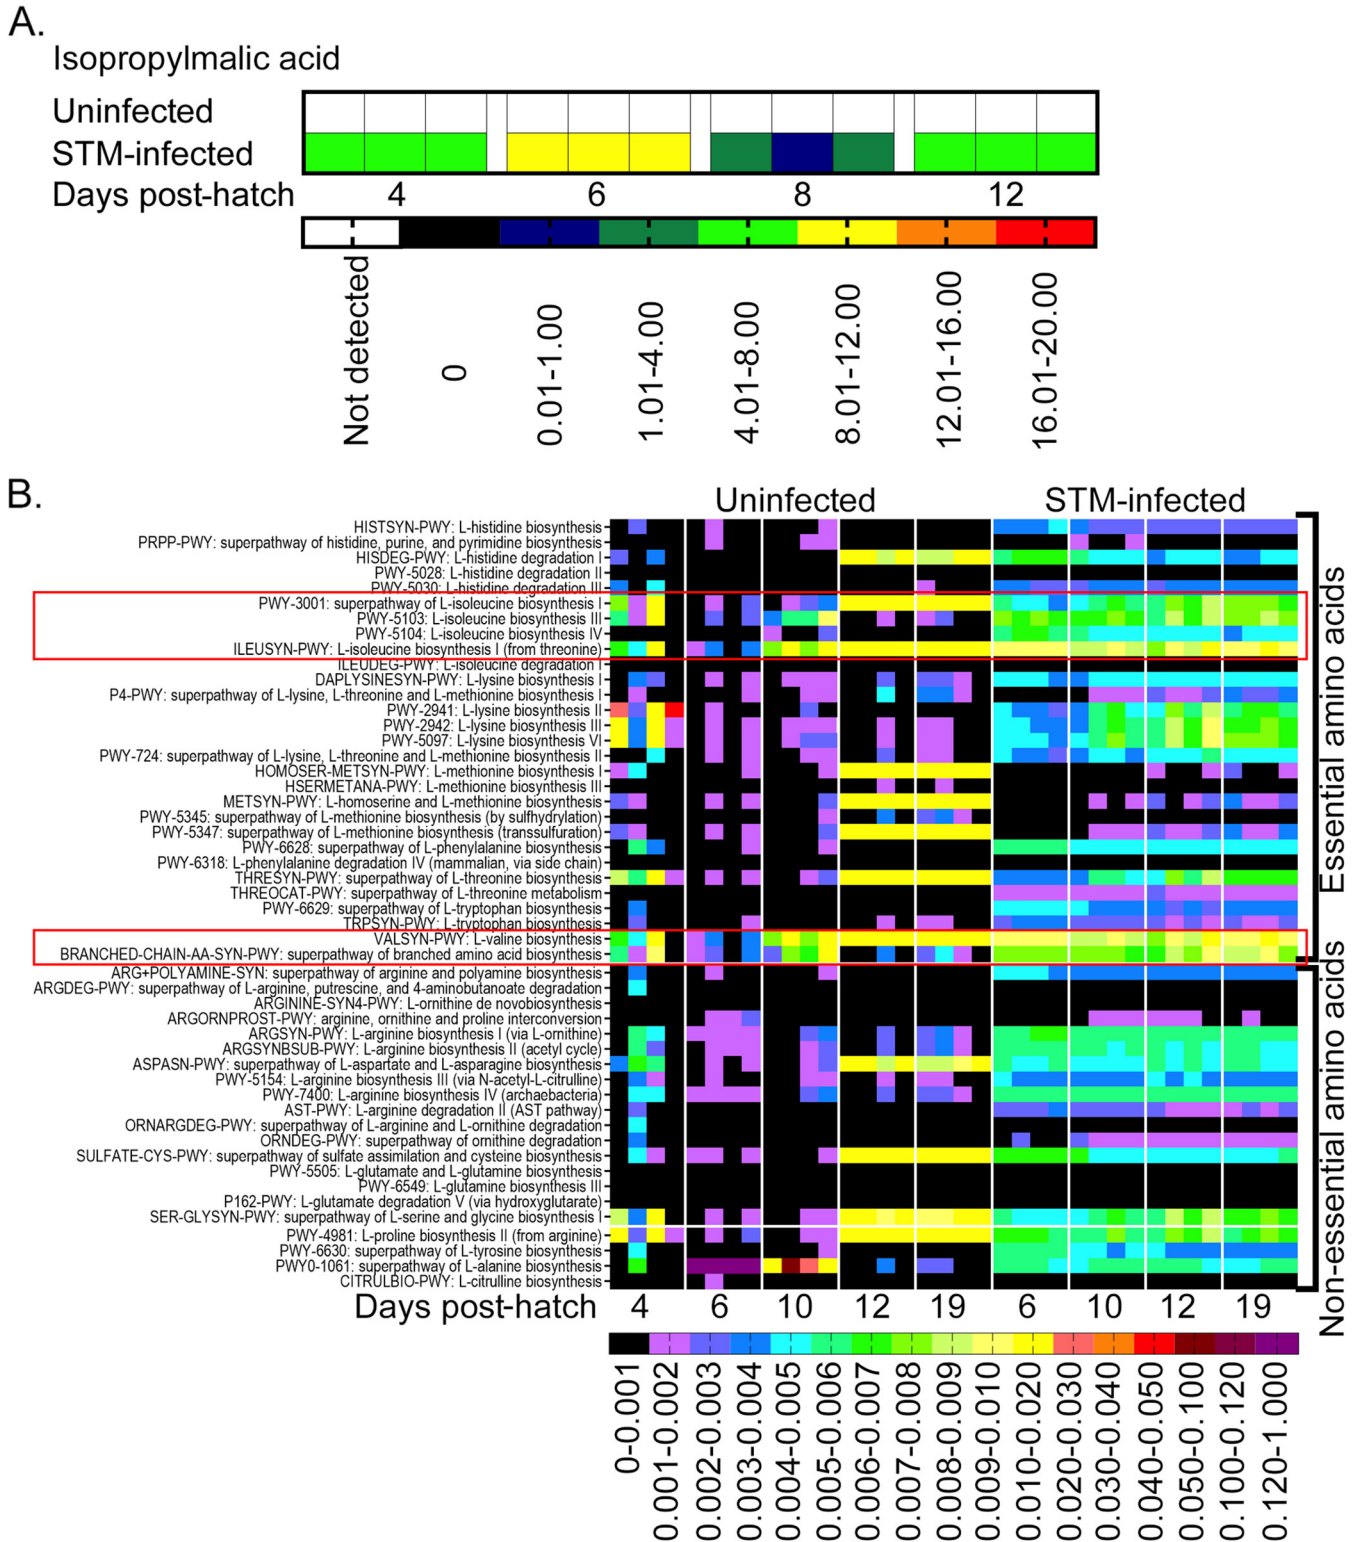 A.
Isopropylmalic acid
Uninfected
STM-infected
Days post-hatch 4 6 8 12
Not detected 0 0.01-1.00 1.01-4.00 4.01-8.00 8.01-12.00 12.01-16.00 16.01-20.00
B.
Uninfected STM-infected
HISTSYN-PWY: L-histidine biosynthesis
PRPP-PWY: superpathway of histidine, purine, and pyrimidine biosynthesis
HISDEG-PWY: L-histidine degradation I
PWY-5028: L-histidine degradation II
PWY-5030: L-histidine degradation III
PWY-3001: superpathway of L-isoleucine biosynthesis I
PWY-5103: L-isoleucine biosynthesis III
PWY-5104: L-isoleucine biosynthesis IV
ILEUSYN-PWY: L-isoleucine biosynthesis I (from threonine)
ILEUDEG-PWY: L-isoleucine degradation I
DAPLYSINESYN-PWY: L-lysine biosynthesis I
P4-PWY: superpathway of L-lysine, L-threonine and L-methionine biosynthesis I
PWY-2941: L-lysine biosynthesis II
PWY-2942: L-lysine biosynthesis III
PWY-5097: L-lysine biosynthesis VI
PWY-724: superpathway of L-lysine, L-threonine and L-methionine biosynthesis II
HOMOSER-METSYN-PWY: L-methionine biosynthesis I
HSERMETANA-PWY: L-methionine biosynthesis III
METSYN-PWY: L-homoserine and L-methionine biosynthesis
PWY-5345: superpathway of L-methionine biosynthesis (by sulfhydrylation)
PWY-5347: superpathway of L-methionine biosynthesis (transsulfuration)
PWY-6628: superpathway of L-phenylalanine biosynthesis
PWY-6318: L-phenylalanine degradation IV (mammalian, via side chain)
THRESYN-PWY: superpathway of L-threonine biosynthesis
THREOCAT-PWY: superpathway of L-threonine metabolism
PWY-6629: superpathway of L-tryptophan biosynthesis
TRPSYN-PWY: L-tryptophan biosynthesis
VALSYN-PWY: L-valine biosynthesis
BRANCHED-CHAIN-AA-SYN-PWY: superpathway of branched amino acid biosynthesis
ARG+POLYAMINE-SYN: superpathway of arginine and polyamine biosynthesis
ARGDEG-PWY: superpathway of L-arginine, putrescine, and 4-aminobutanoate degradation
ARGININE-SYN4-PWY: L-ornithine de novobiosynthesis
ARGORNPROST-PWY: arginine, ornithine and proline interconversion
ARGSYN-PWY: L-arginine biosynthesis I (via L-ornithine)
ARGSYNBSUB-PWY: L-arginine biosynthesis II (acetyl cycle)
ASPASN-PWY: superpathway of L-aspartate and L-asparagine biosynthesis
PWY-5154: L-arginine biosynthesis III (via N-acetyl-L-citrulline)
PWY-7400: L-arginine biosynthesis IV (archaebacteria)
AST-PWY: L-arginine degradation II (AST pathway)
ORNARGDEG-PWY: superpathway of L-arginine and L-ornithine degradation
ORNDEG-PWY: superpathway of ornithine degradation
SULFATE-CYS-PWY: superpathway of sulfate assimilation and cysteine biosynthesis
PWY-5505: L-glutamate and L-glutamine biosynthesis
PWY-6549: L-glutamine biosynthesis III
P162-PWY: L-glutamate degradation V (via hydroxyglutarate)
SER-GLYSYN-PWY: superpathway of L-serine and glycine biosynthesis I
PWY-4981: L-proline biosynthesis II (from arginine)
PWY-6630: superpathway of L-tyrosine biosynthesis
PWY0-1061: superpathway of L-alanine biosynthesis
CITRULBIO-PWY: L-citrulline biosynthesis
Essential amino acids
Non-essential amino acids
Days post-hatch 4 6 10 12 19 6 10 12 19
0-0.001 0.001-0.002 0.002-0.003 0.003-0.004 0.004-0.005 0.005-0.006 0.006-0.007 0.007-0.008 0.008-0.009 0.009-0.010 0.010-0.020 0.020-0.030 0.030-0.040 0.040-0.050 0.050-0.100 0.100-0.120 0.120-1.000